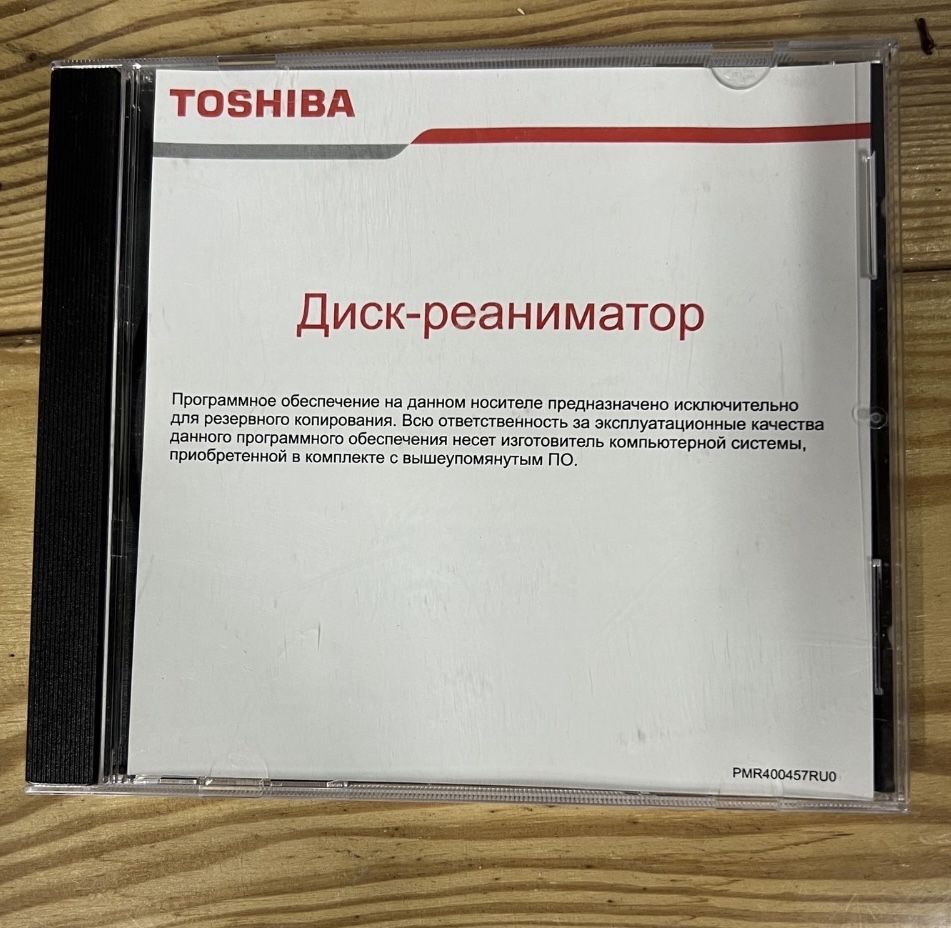 TOSHIBA
Диск-реаниматор
Программное обеспечение на данном носителе предназначено исключительно
для резервного копирования. Всю ответственность за эксплуатационные качества
данного программного обеспечения несет изготовитель компьютерной системы,
приобретенной в комплекте с вышеупомянутым ПО.
PMR400457RU0